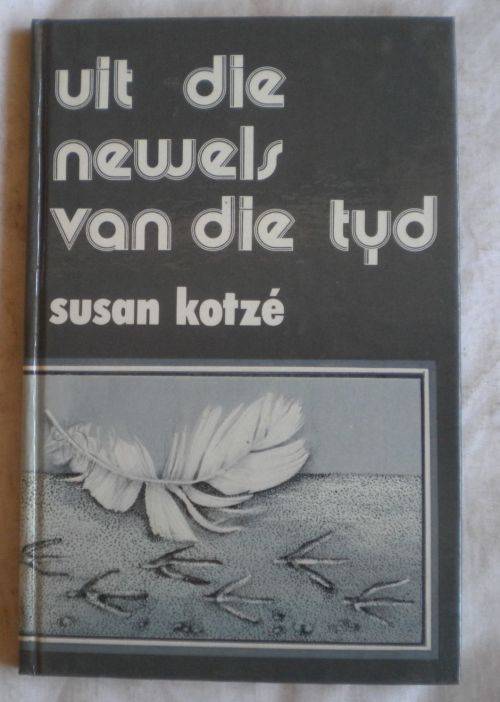 uit die
newels
van die tyd
susan kotzé